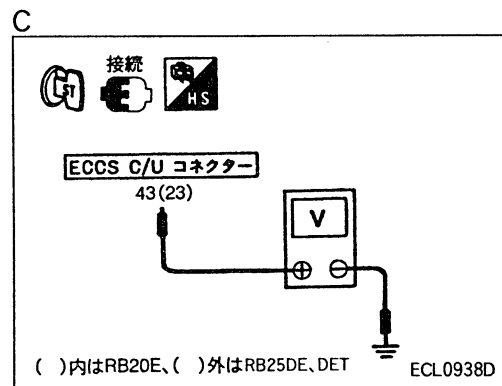 C
ST
接続
H S
ECCS C/U コネクター
43(23)
V
⊕ ⊖
( )内はRB20E、( )外はRB25DE、DET
ECL0938D